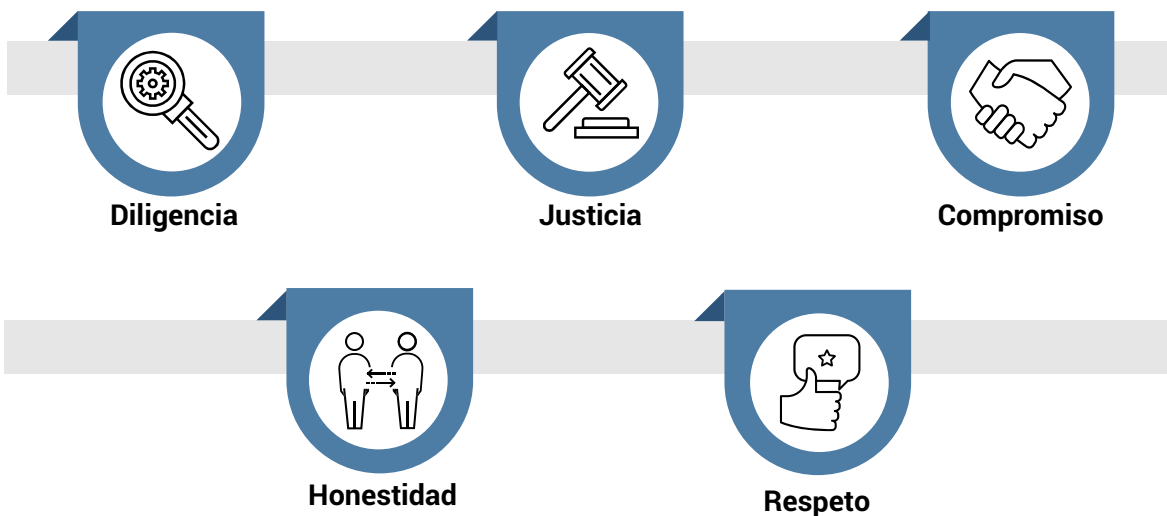 Diligencia
Justicia
Compromiso
Honestidad
Respeto